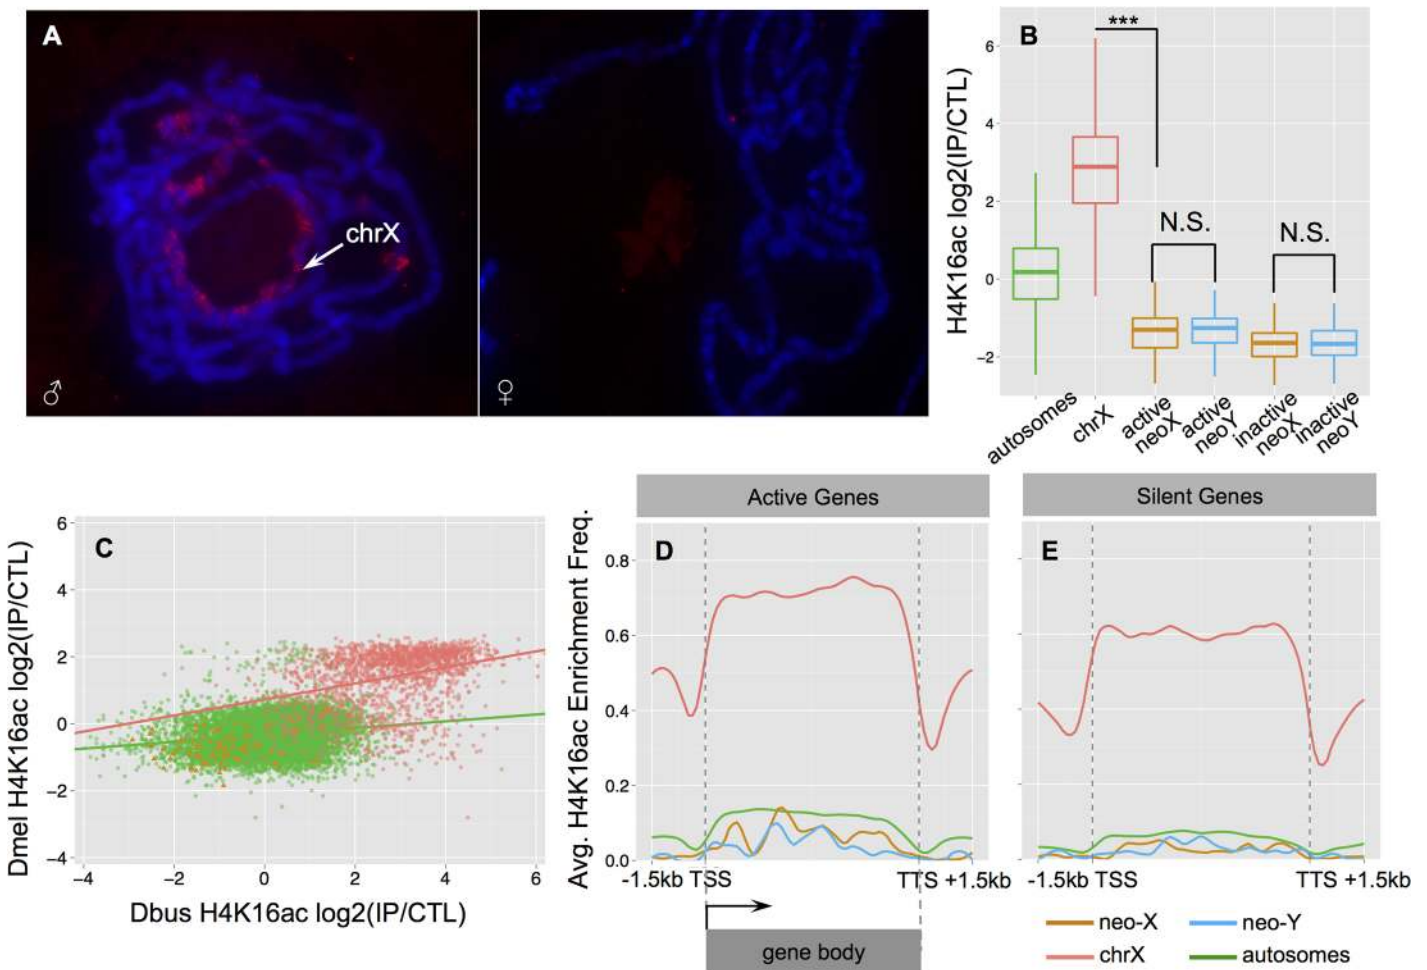 A
chrX
♂
♀
B
***
N.S.
N.S.
H4K16ac log2(IP/CTL)
6
4
2
0
−2
autosomes
chrX
active
neoX
active
neoY
inactive
neoX
inactive
neoY
C
Dmel H4K16ac log2(IP/CTL)
6
4
2
0
−2
−4
−4
−2
0
2
4
6
Dbus H4K16ac log2(IP/CTL)
Active Genes
D
Avg. H4K16ac Enrichment Freq.
0.8
0.6
0.4
0.2
0.0
-1.5kb TSS
TTS +1.5kb
gene body
Silent Genes
E
-1.5kb TSS
TTS +1.5kb
neo-X
neo-Y
chrX
autosomes